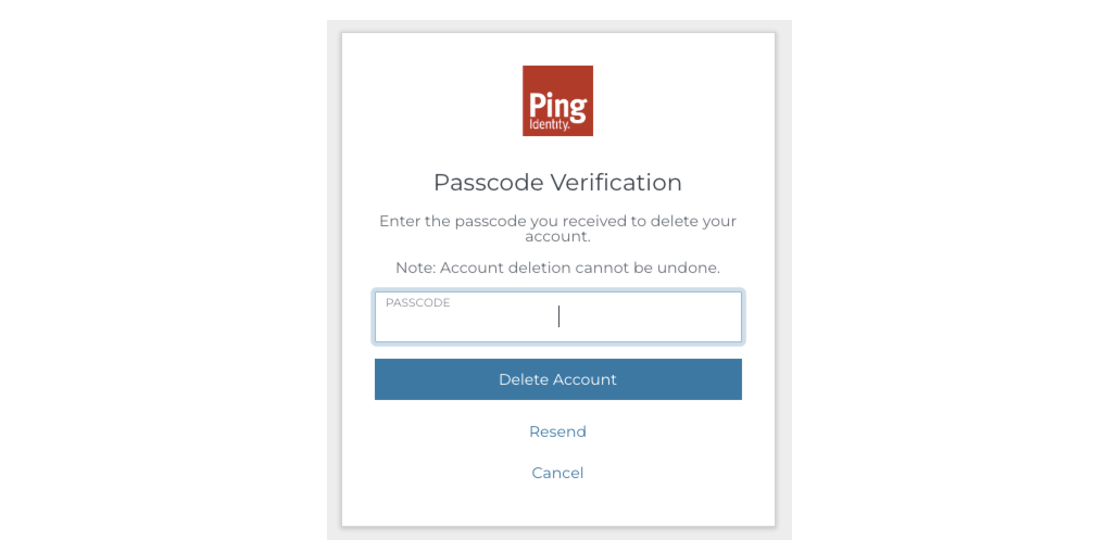 Ping
Identity.
Passcode Verification
Enter the passcode you received to delete your
account.
Note: Account deletion cannot be undone.
PASSCODE
Delete Account
Resend
Cancel